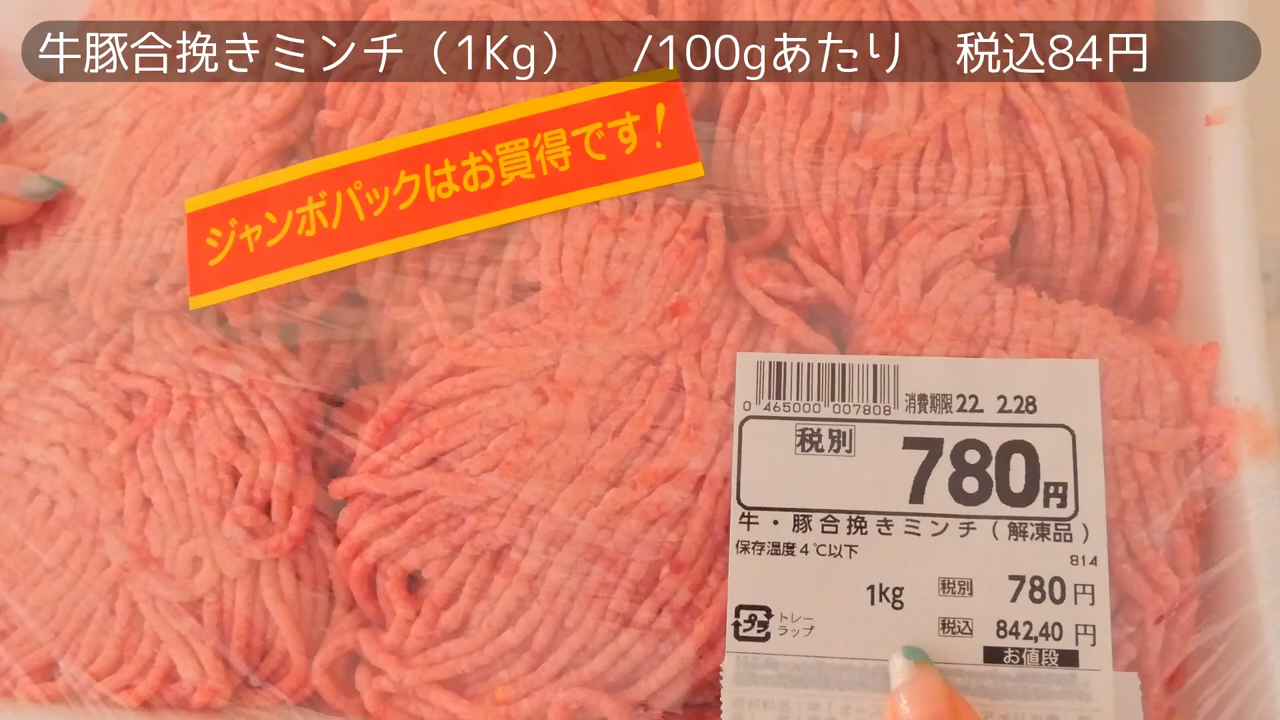 牛豚合挽きミンチ（1Kg）　/100gあたり　税込84円
ジャンボパックはお買得です！
0 465000 007808 消費期限22. 2.28
税別 780円
牛・豚合挽きミンチ(解凍品)
保存温度4℃以下
814
1kg 税別 780円
プラ トレー
ラップ
税込 842,40円
お値段